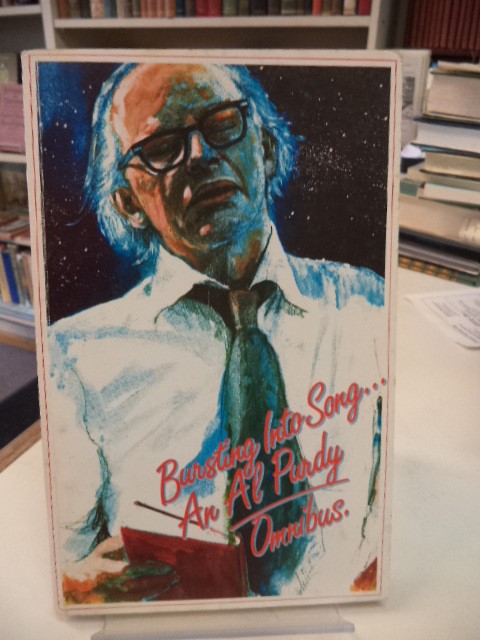 Bursting Into Song...
An Al Purdy
Omnibus.